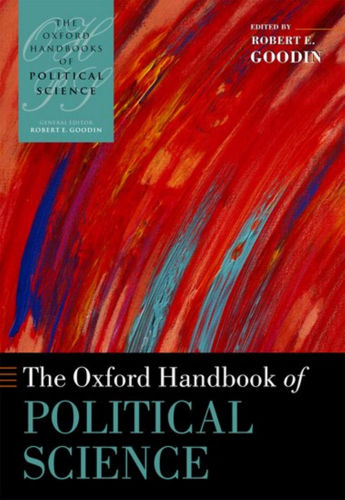 THE
OXFORD
HANDBOOKS
OF
POLITICAL
SCIENCE
GENERAL EDITOR
ROBERT E. GOODIN
EDITED BY
ROBERT E.
GOODIN
The Oxford Handbook of
POLITICAL
SCIENCE